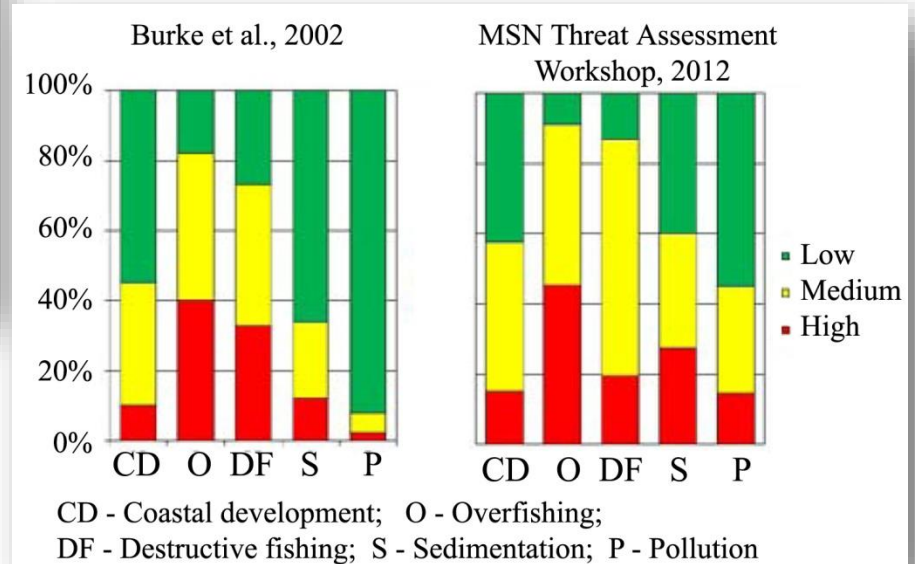 Burke et al., 2002
MSN Threat Assessment
Workshop, 2012
100%
80%
60%
40%
20%
0%
CD O DF S P
CD O DF S P
Low
Medium
High
CD - Coastal development; O - Overfishing;
DF - Destructive fishing; S - Sedimentation; P - Pollution